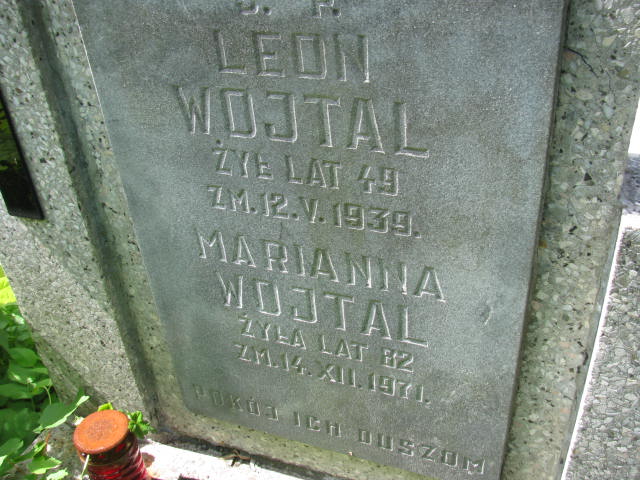 Ś. P.
LEON
WOJTAL
ŻYŁ LAT 49
ZM. 12. V. 1939.
MARIANNA
WOJTAL
ŻYŁA LAT 82
ZM. 14. XII. 1971.
POKÓJ ICH DUSZOM